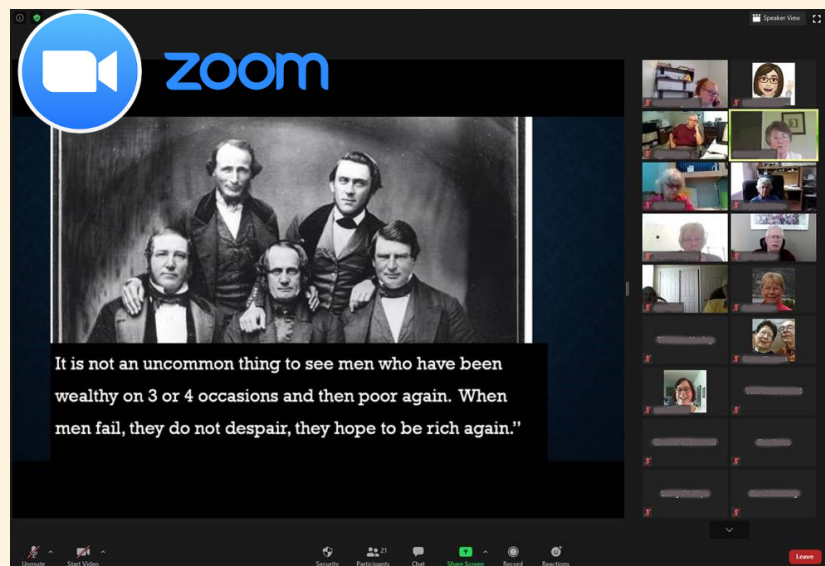 zoom
Speaker View
It is not an uncommon thing to see men who have been
wealthy on 3 or 4 occasions and then poor again. When
men fail, they do not despair, they hope to be rich again.”
Unmute
Start Video
Security
Participants
21
Chat
Share Screen
Record
Reactions
Leave